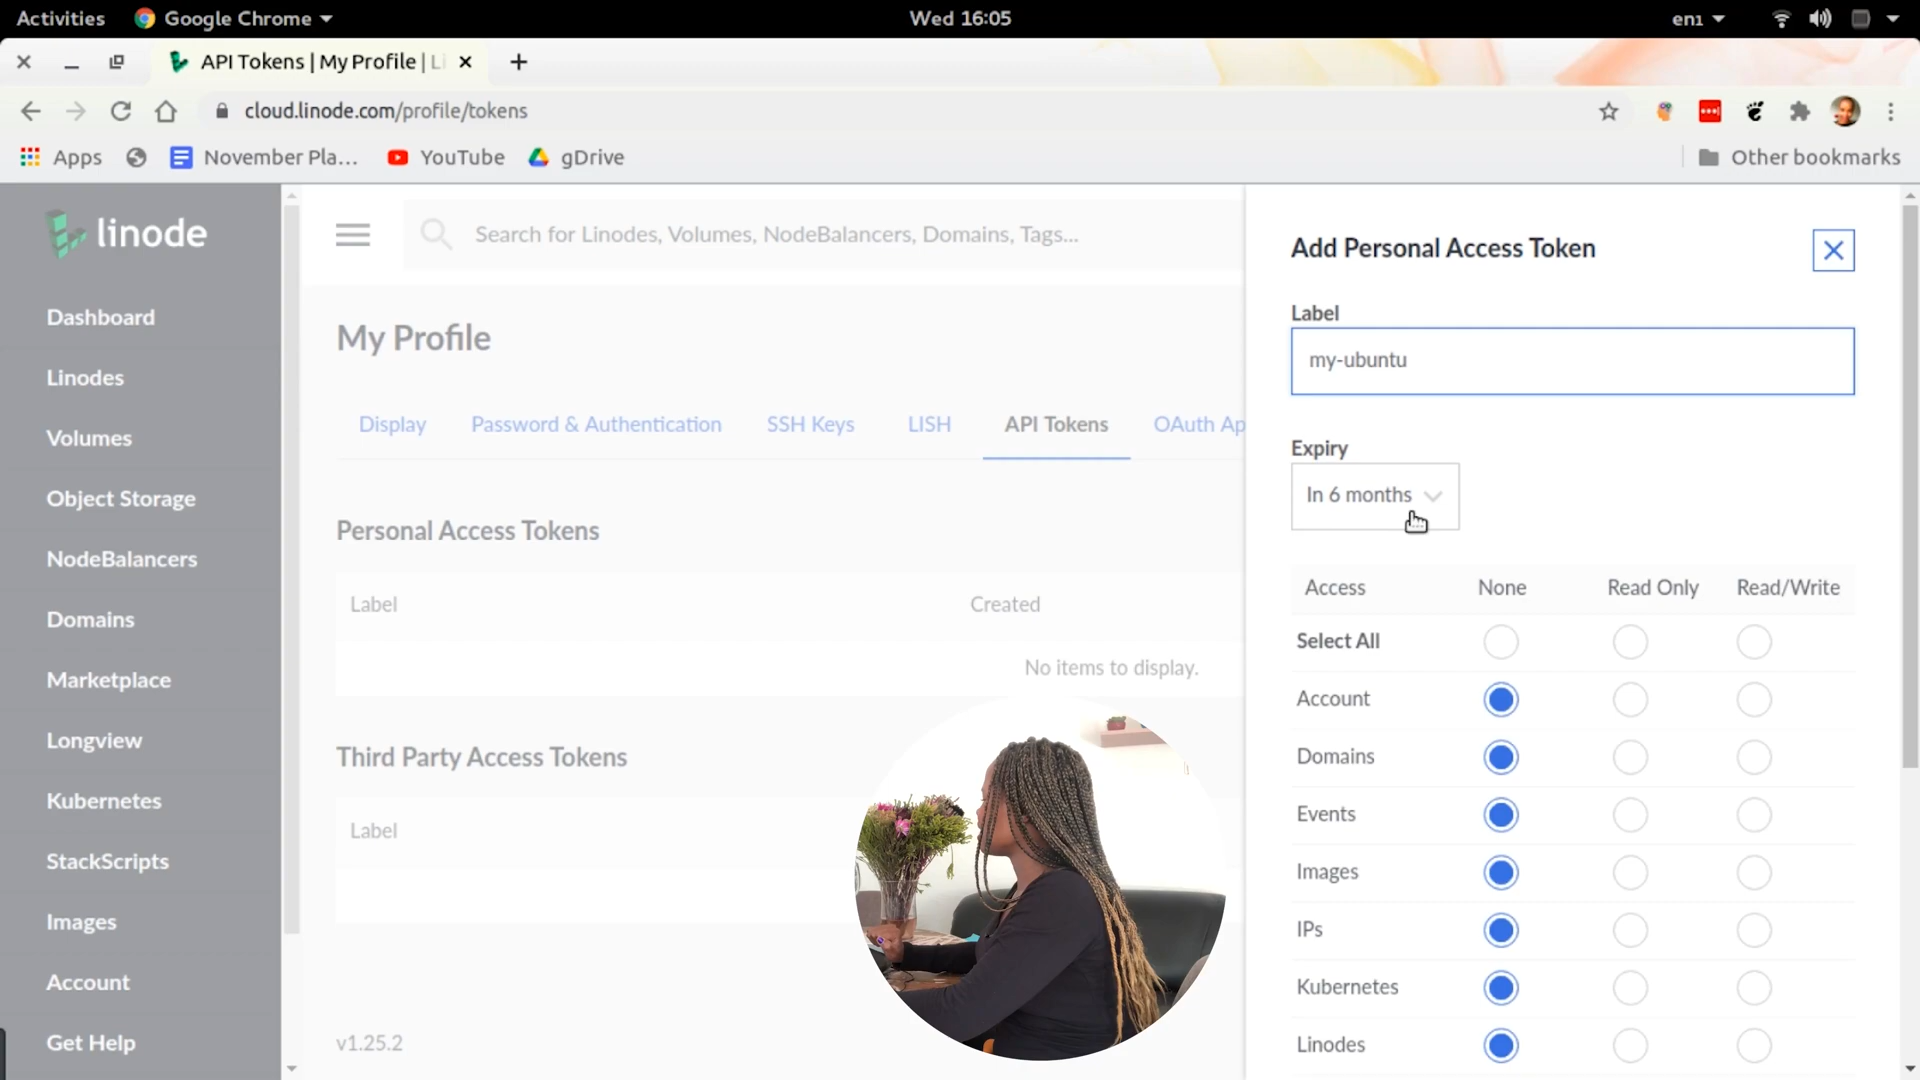 Activities
Google Chrome
Wed 16:05
en1
API Tokens | My Profile | Li
cloud.linode.com/profile/tokens
Apps
November Pla...
YouTube
gDrive
Other bookmarks
linode
Dashboard
Linodes
Volumes
Object Storage
NodeBalancers
Domains
Marketplace
Longview
Kubernetes
StackScripts
Images
Account
Get Help
Search for Linodes, Volumes, NodeBalancers, Domains, Tags...
My Profile
Display
Password & Authentication
SSH Keys
LISH
API Tokens
OAuth Ap
Personal Access Tokens
Label
Created
No items to display.
Third Party Access Tokens
Label
v1.25.2
Add Personal Access Token
Label
my-ubuntu
Expiry
In 6 months
Access None Read Only Read/Write
Select All
Account
Domains
Events
Images
IPs
Kubernetes
Linodes